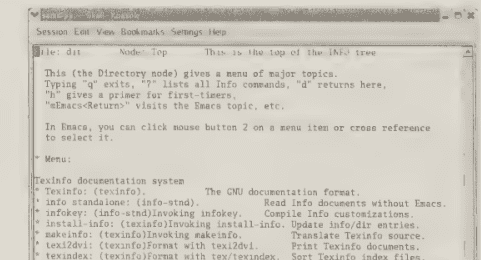 Session Edit View Bookmarks Settings Help
File: dir Node: Top This is the top of the INFO tree
This (the Directory node) gives a menu of major topics.
Typing "q" exits, "?" lists all Info commands, "d" returns here,
"h" gives a primer for first-timers,
"mEmacs<Return>" visits the Emacs topic, etc.
In Emacs, you can click mouse button 2 on a menu item or cross reference
to select it.
* Menu:
Texinfo documentation system
* Texinfo: (texinfo). The GNU documentation format.
* info standalone: (info-stnd). Read Info documents without Emacs.
* infokey: (info-stnd)Invoking infokey. Compile Info customizations.
* install-info: (texinfo)Invoking install-info. Update info/dir entries.
* makeinfo: (texinfo)Invoking makeinfo. Translate Texinfo source.
* texi2dvi: (texinfo)Format with texi2dvi. Print Texinfo documents.
* texindex: (texinfo)Format with tex/texindex. Sort Texinfo index files.